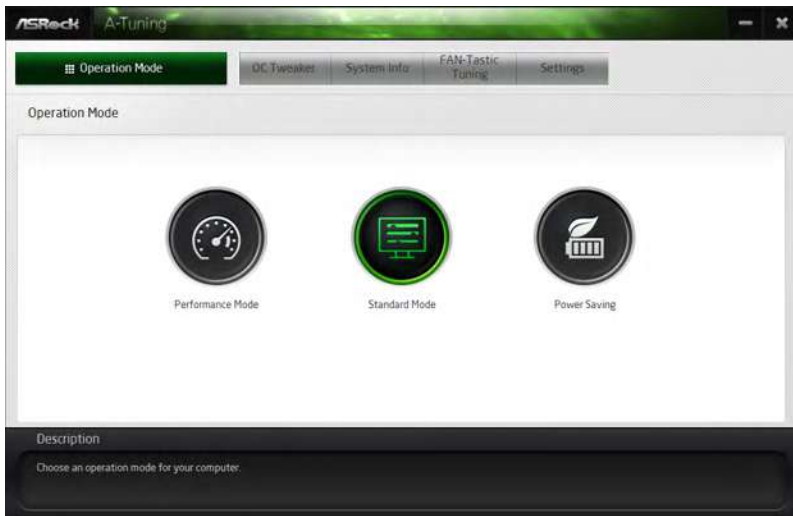 ASRock A-Tuning
Operation Mode OC Tweaker System Info FAN-Tastic Tuning Settings
Operation Mode
Performance Mode Standard Mode Power Saving
Description
Choose an operation mode for your computer.